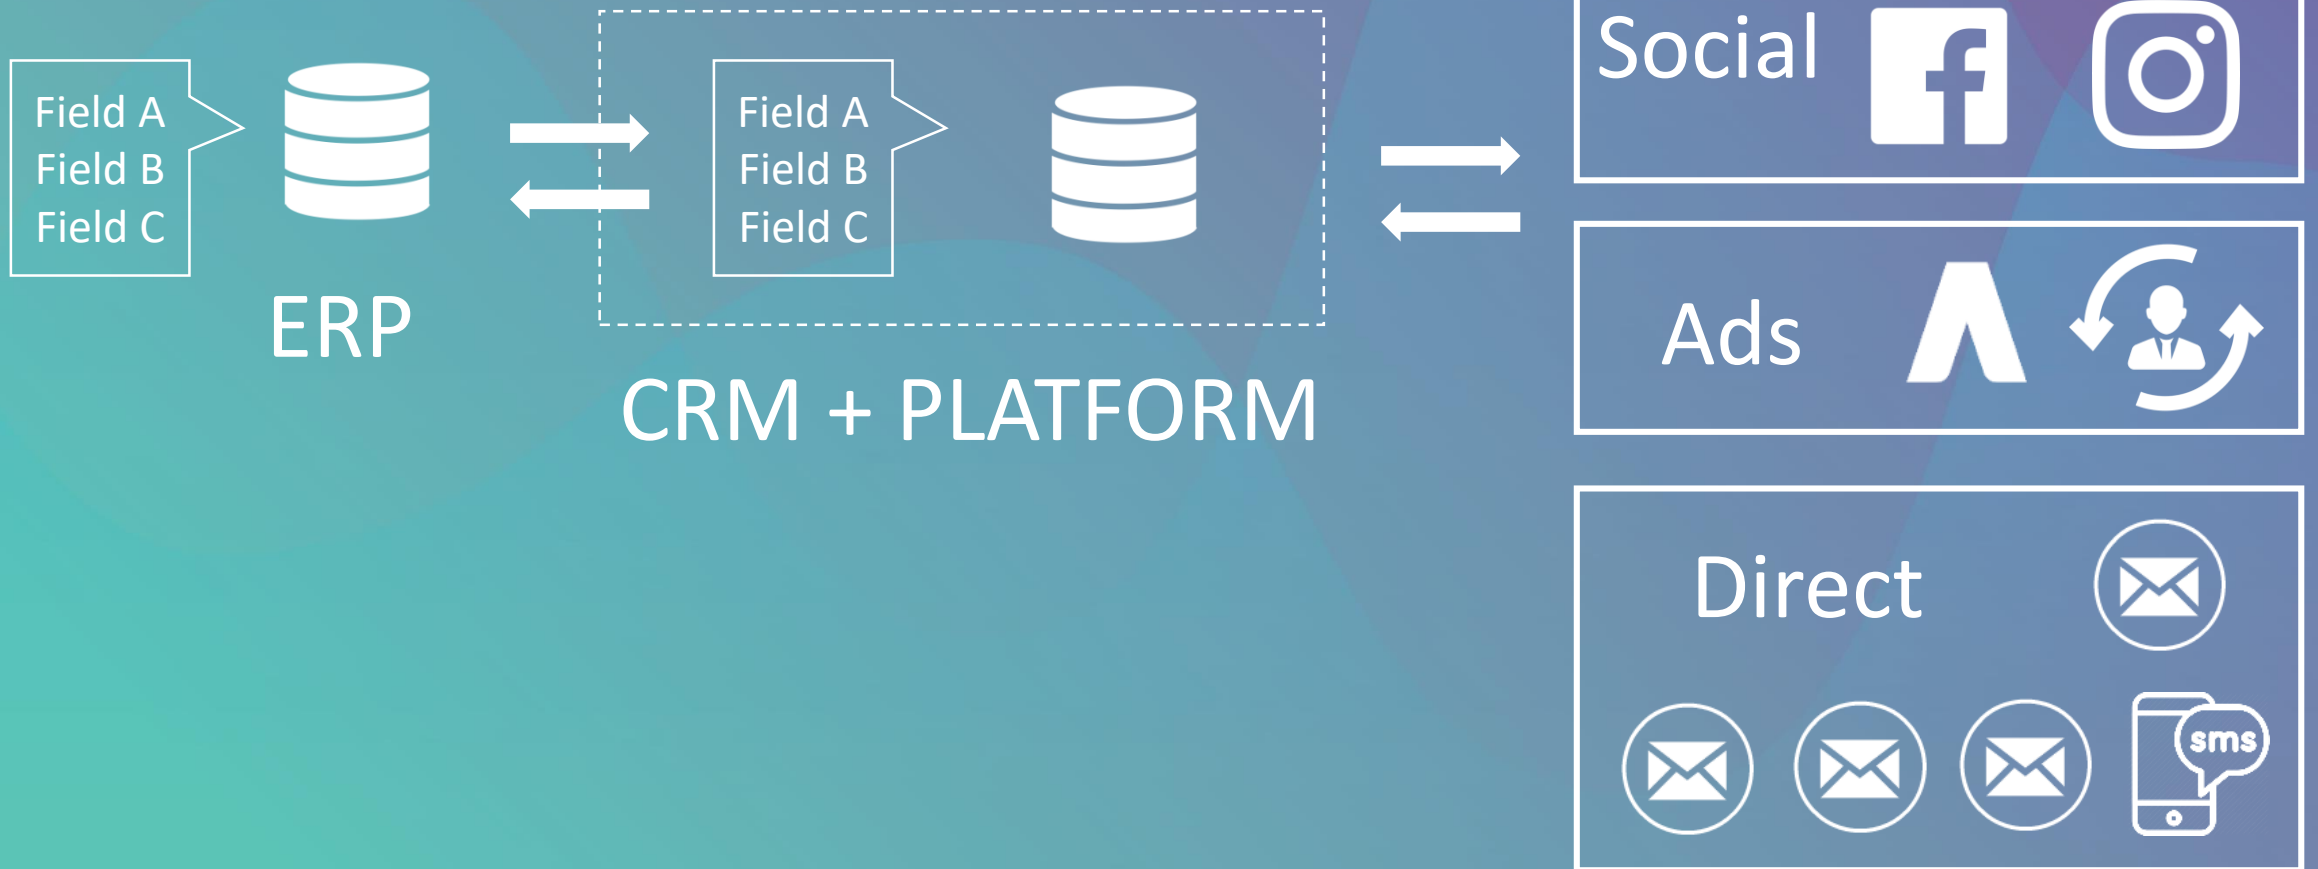 Field A
Field B
Field C
ERP
Field A
Field B
Field C
CRM + PLATFORM
Social
Ads
Direct
sms